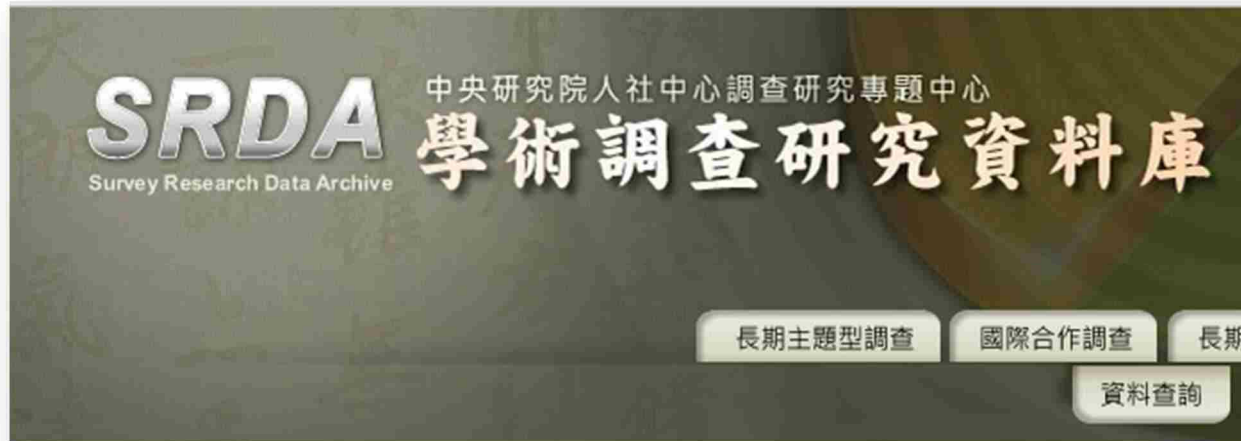 中央研究院人社中心調查研究專題中心
SRDA
學術調查研究資料庫
Survey Research Data Archive
長期主題型調查
國際合作調查
長期
資料查詢